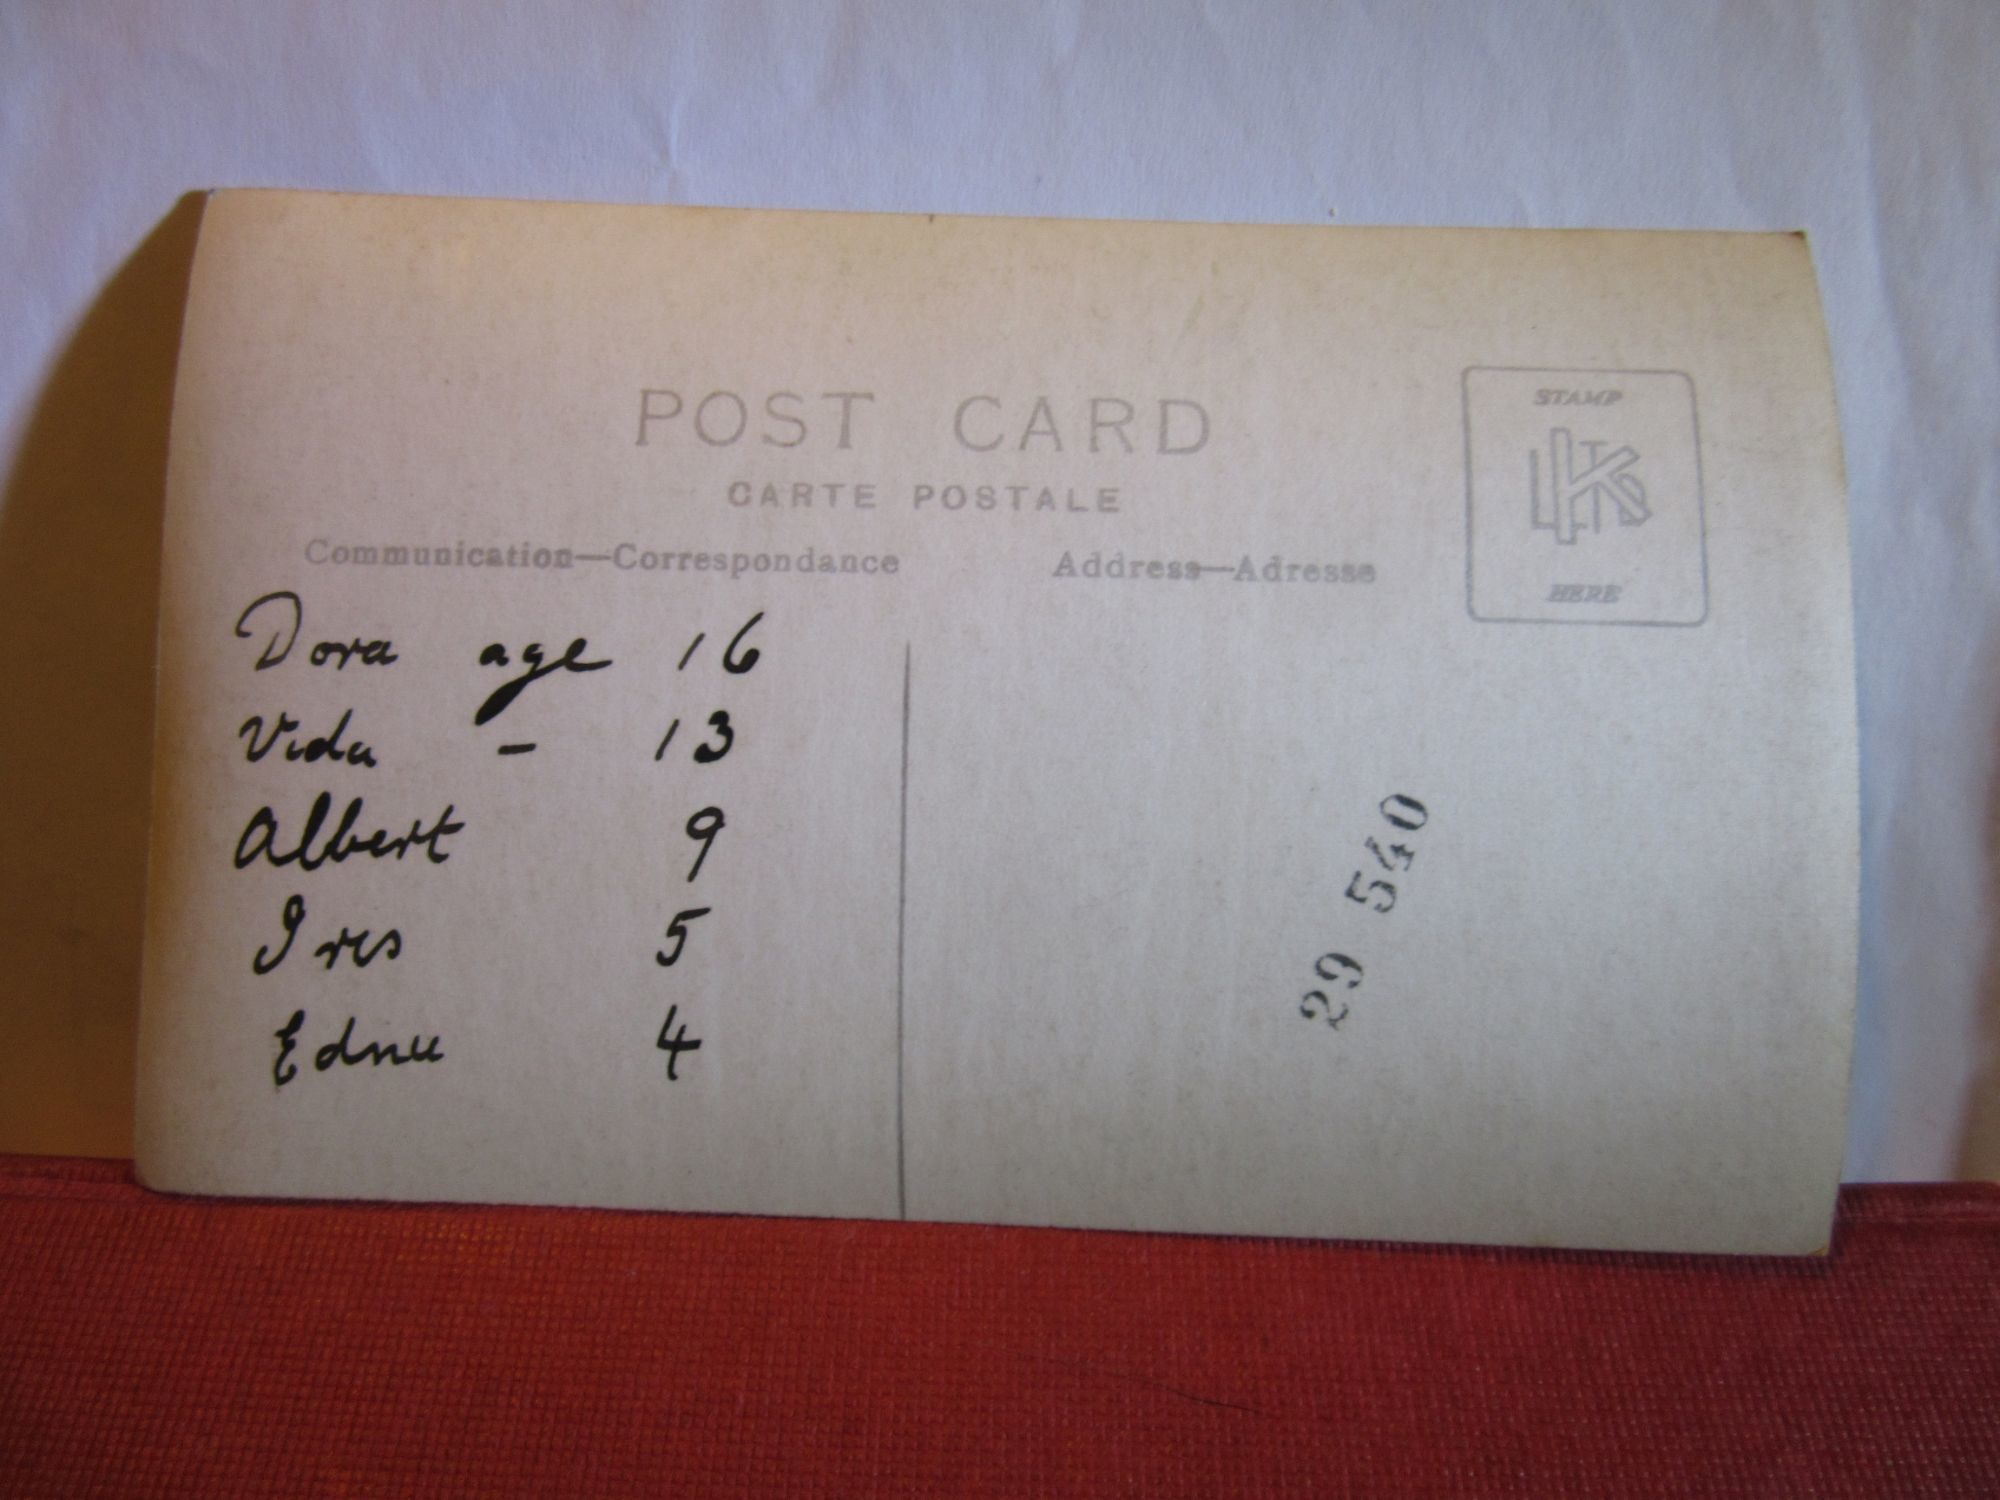 POST CARD
CARTE POSTALE
Communication—Correspondance
Address—Adresse
STAMP
HERE
Dora age 16
Vida - 13
Albert 9
Iris 5
Edna 4
29 540